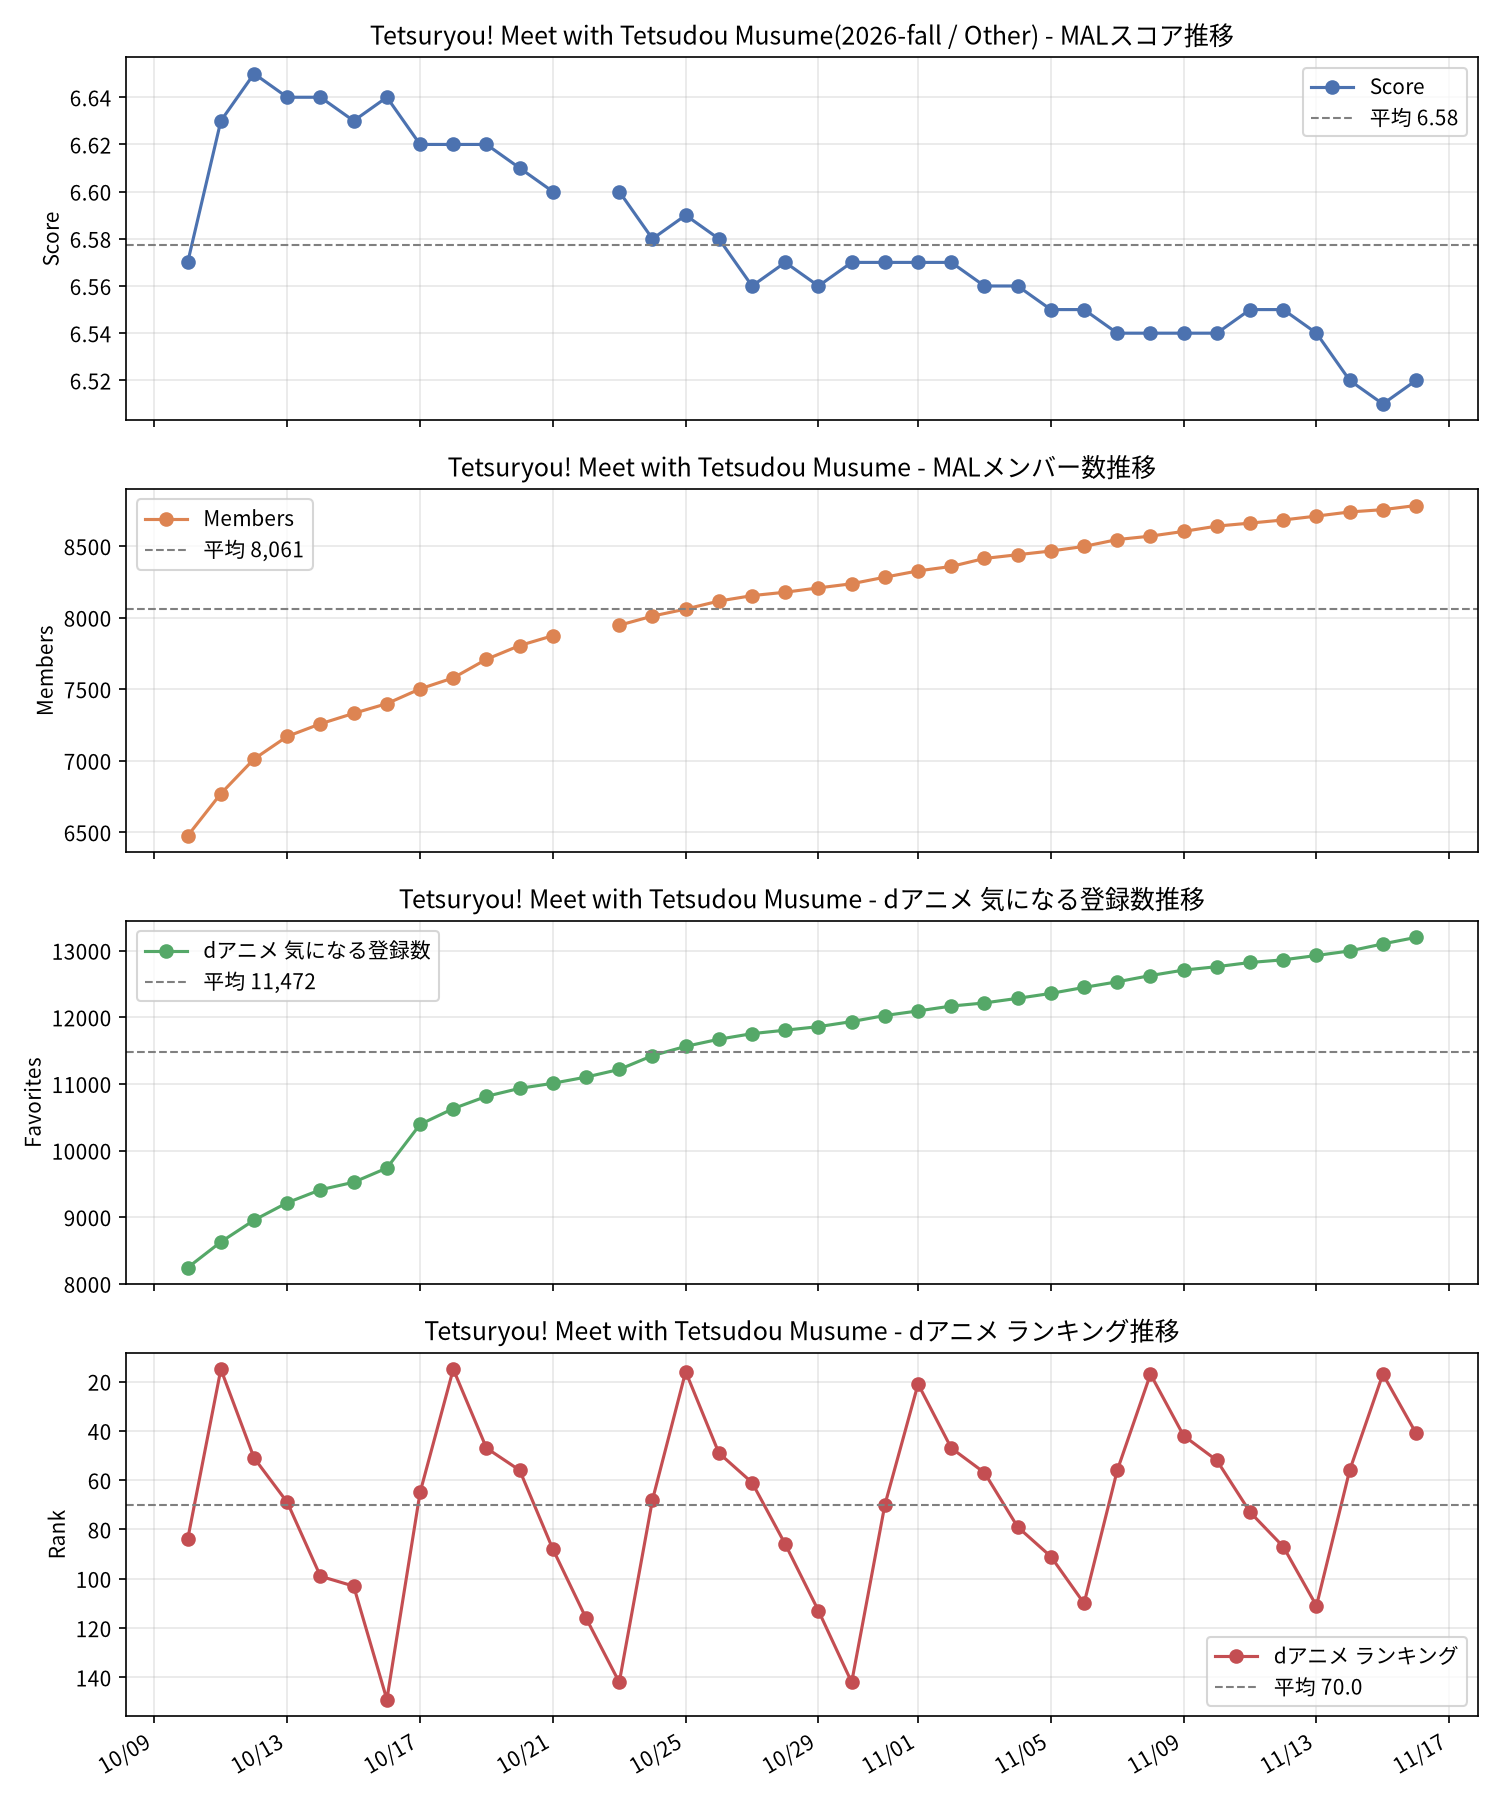 Tetsuryou! Meet with Tetsudou Musume(2026-fall / Other) - MALスコア推移
Score
平均 6.58
Score
6.64
6.62
6.60
6.58
6.56
6.54
6.52
Tetsuryou! Meet with Tetsudou Musume - MALメンバー数推移
Members
平均 8,061
Members
8500
8000
7500
7000
6500
Tetsuryou! Meet with Tetsudou Musume - dアニメ 気になる登録数推移
dアニメ 気になる登録数
平均 11,472
Favorites
13000
12000
11000
10000
9000
8000
Tetsuryou! Meet with Tetsudou Musume - dアニメ ランキング推移
Rank
20
40
60
80
100
120
140
dアニメ ランキング
平均 70.0
10/09
10/13
10/17
10/21
10/25
10/29
11/01
11/05
11/09
11/13
11/17